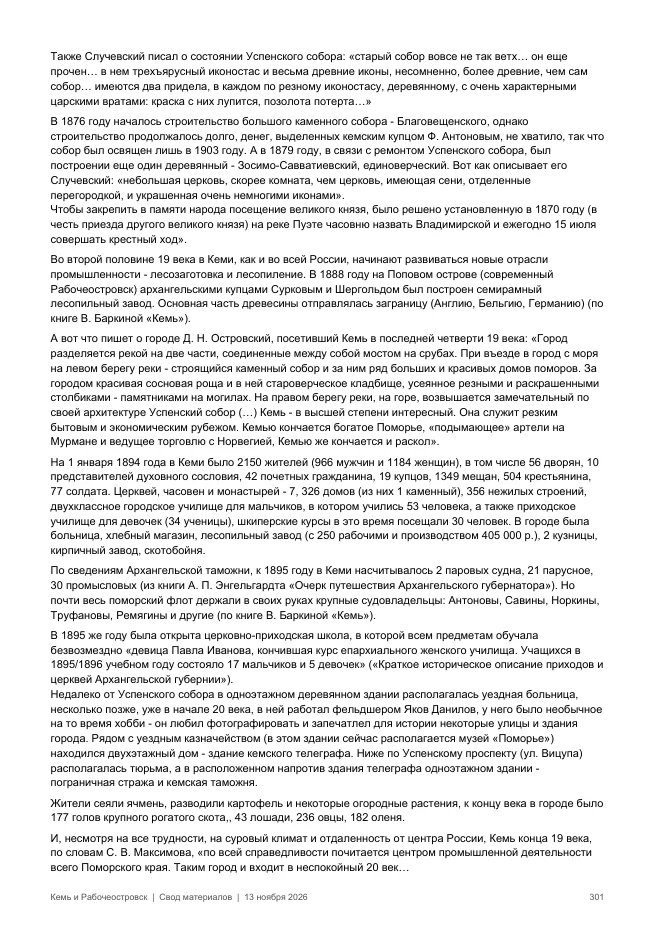 Также Случевский писал о состоянии Успенского собора: «старый собор вовсе не так ветх… он еще
прочен… в нем трехъярусный иконостас и весьма древние иконы, несомненно, более древние, чем сам
собор… имеются два придела, в каждом по резному иконостасу, деревянному, с очень характерными
царскими вратами: краска с них лупится, позолота потерта…»
В 1876 году началось строительство большого каменного собора - Благовещенского, однако
строительство продолжалось долго, денег, выделенных кемским купцом Ф. Антоновым, не хватило, так что
собор был освящен лишь в 1903 году. А в 1879 году, в связи с ремонтом Успенского собора, был
построени еще один деревянный - Зосимо-Савватиевский, единоверческий. Вот как описывает его
Случевский: «небольшая церковь, скорее комната, чем церковь, имеющая сени, отделенные
перегородкой, и украшенная очень немногими иконами».
Чтобы закрепить в памяти народа посещение великого князя, было решено установленную в 1870 году (в
честь приезда другого великого князя) на реке Пуэте часовню назвать Владимирской и ежегодно 15 июля
совершать крестный ход».
Во второй половине 19 века в Кеми, как и во всей России, начинают развиваться новые отрасли
промышленности - лесозаготовка и лесопиление. В 1888 году на Поповом острове (современный
Рабочеостровск) архангельскими купцами Сурковым и Шергольдом был построен семирамный
лесопильный завод. Основная часть древесины отправлялась заграницу (Англию, Бельгию, Германию) (по
книге В. Баркиной «Кемь»).
А вот что пишет о городе Д. Н. Островский, посетивший Кемь в последней четверти 19 века: «Город
разделяется рекой на две части, соединенные между собой мостом на срубах. При въезде в город с моря
на левом берегу реки - строящийся каменный собор и за ним ряд больших и красивых домов поморов. За
городом красивая сосновая роща и в ней староверческое кладбище, усеянное резными и раскрашенными
столбиками - памятниками на могилах. На правом берегу реки, на горе, возвышается замечательный по
своей архитектуре Успенский собор (…) Кемь - в высшей степени интересный. Она служит резким
бытовым и экономическим рубежом. Кемью кончается богатое Поморье, «подымающее» артели на
Мурмане и ведущее торговлю с Норвегией, Кемью же кончается и раскол».
На 1 января 1894 года в Кеми было 2150 жителей (966 мужчин и 1184 женщин), в том числе 56 дворян, 10
представителей духовного сословия, 42 почетных гражданина, 19 купцов, 1349 мещан, 504 крестьянина,
77 солдата. Церквей, часовен и монастырей - 7, 326 домов (из них 1 каменный), 356 нежилых строений,
двухклассное городское училище для мальчиков, в котором учились 53 человека, а также приходское
училище для девочек (34 ученицы), шкиперские курсы в это время посещали 30 человек. В городе была
больница, хлебный магазин, лесопильный завод (с 250 рабочими и производством 405 000 р.), 2 кузницы,
кирпичный завод, скотобойня.
По сведениям Архангельской таможни, к 1895 году в Кеми насчитывалось 2 паровых судна, 21 парусное,
30 промысловых (из книги А. П. Энгельгардта «Очерк путешествия Архангельского губернатора»). Но
почти весь поморский флот держали в своих руках крупные судовладельцы: Антоновы, Савины, Норкины,
Труфановы, Ремягины и другие (по книге В. Баркиной «Кемь»).
В 1895 же году была открыта церковно-приходская школа, в которой всем предметам обучала
безвозмездно «девица Павла Иванова, кончившая курс епархиального женского училища. Учащихся в
1895/1896 учебном году состояло 17 мальчиков и 5 девочек» («Краткое историческое описание приходов и
церквей Архангельской губернии»).
Недалеко от Успенского собора в одноэтажном деревянном здании располагалась уездная больница,
несколько позже, уже в начале 20 века, в ней работал фельдшером Яков Данилов, у него было необычное
на то время хобби - он любил фотографировать и запечатлел для истории некоторые улицы и здания
города. Рядом с уездным казначейством (в этом здании сейчас располагается музей «Поморье»)
находился двухэтажный дом - здание кемского телеграфа. Ниже по Успенскому проспекту (ул. Вицупа)
располагалась тюрьма, а в расположенном напротив здания телеграфа одноэтажном здании -
пограничная стража и кемская таможня.
Жители сеяли ячмень, разводили картофель и некоторые огородные растения, к концу века в городе было
177 голов крупного рогатого скота,, 43 лошади, 236 овцы, 182 оленя.
И, несмотря на все трудности, на суровый климат и отдаленность от центра России, Кемь конца 19 века,
по словам С. В. Максимова, «по всей справедливости почитается центром промышленной деятельности
всего Поморского края. Таким город и входит в неспокойный 20 век…
Кемь и Рабочеостровск | Свод материалов | 13 ноября 2026
301